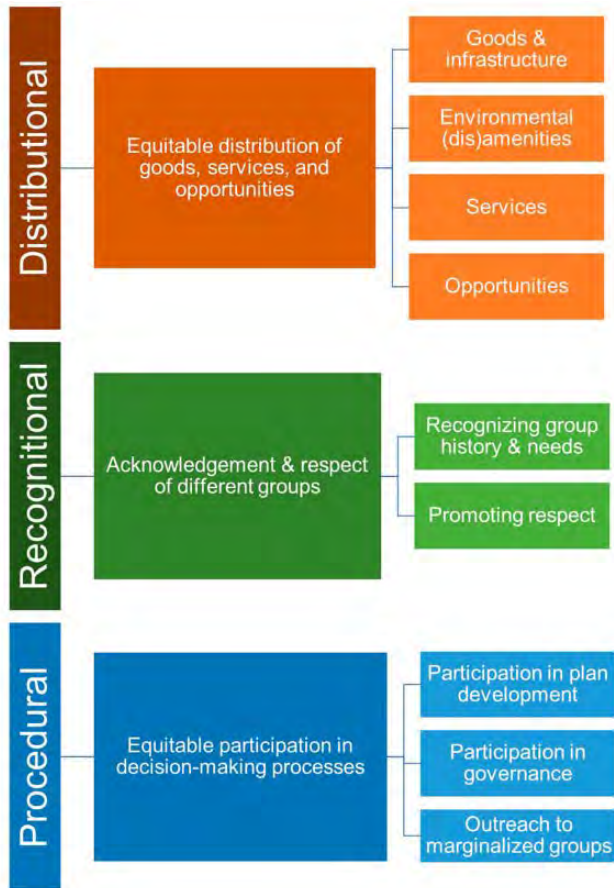 Distributional
Equitable distribution of
goods, services, and
opportunities
Goods &
infrastructure
Environmental
(dis)amenities
Services
Opportunities
Recognitional
Acknowledgement & respect
of different groups
Recognizing group
history & needs
Promoting respect
Procedural
Equitable participation in
decision-making processes
Participation in plan
development
Participation in
governance
Outreach to
marginalized groups